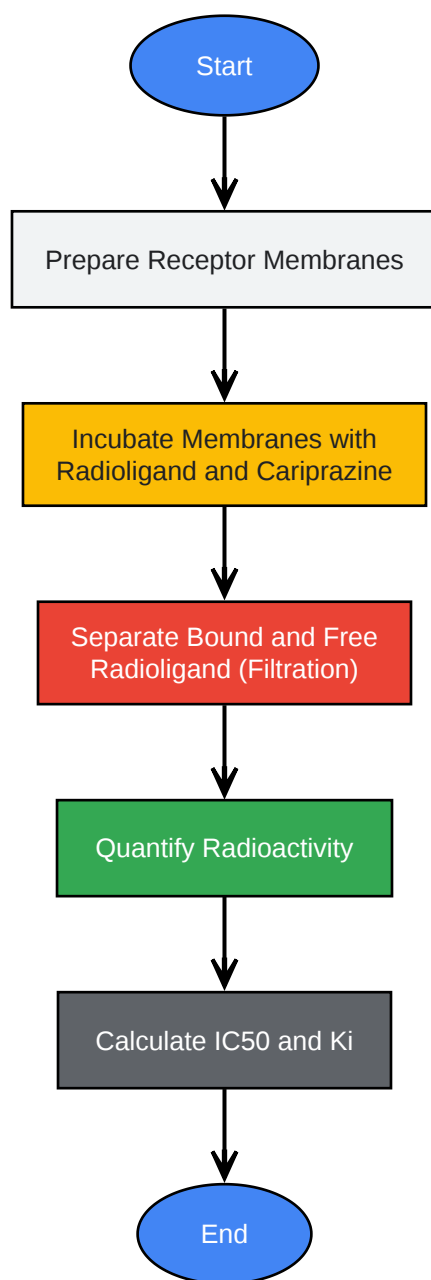 Start
Prepare Receptor Membranes
Incubate Membranes with
Radioligand and Cariprazine
Separate Bound and Free
Radioligand (Filtration)
Quantify Radioactivity
Calculate IC50 and Ki
End